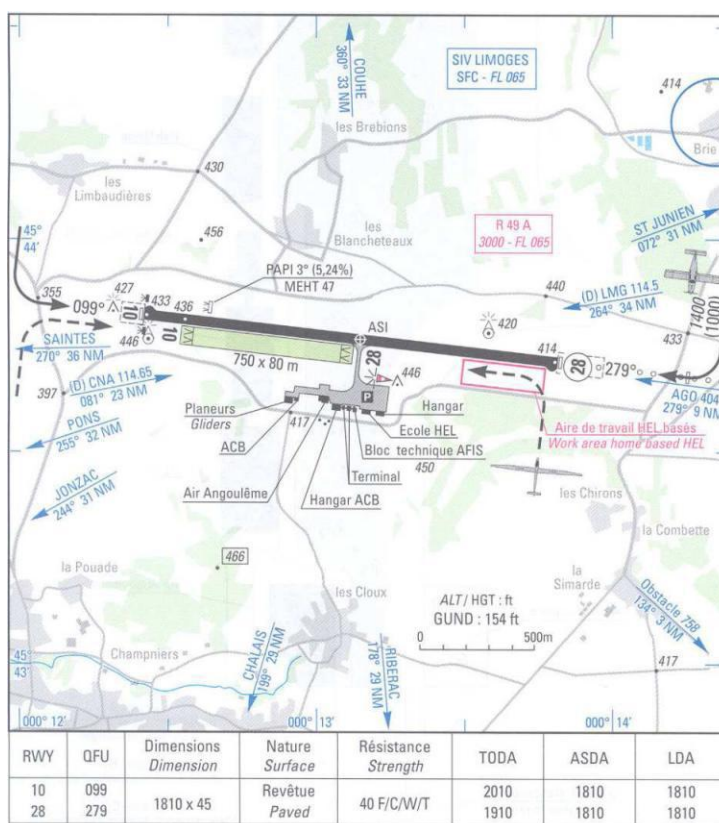 SIV LIMOGES
SFC - FL 065
414
COUHE
360° 33 NM
les Brebions
Brie
430
les
Limbaudières
les
Blancheteaux
456
R 49 A
3000 - FL 065
ST JUNIEN
072° 31 NM
45°
44'
PAPI 3° (5,24%)
MEHT 47
355
427
433
436
099°
10
10
446
440
(D) LMG 114.5
264° 34 NM
1400
(1000)
ASI
420
433
SAINTES
270° 36 NM
750 x 80 m
28
414
28
279°
397
(D) CNA 114.65
081° 23 NM
446
P
AGO 404
279° 9 NM
PONS
255° 32 NM
Planeurs
Gliders
417
Hangar
Ecole HEL
ACB
Bloc technique AFIS
450
Aire de travail HEL basés
Work area home based HEL
Terminal
Air Angoulême
Hangar ACB
JONZAC
244° 31 NM
les Chirons
la Combette
la Pouade
466
la
Simarde
les Cloux
ALT/ HGT : ft
GUND : 154 ft
0
500m
Obstacle 758
134° 3 NM
Champniers
45°
43'
CHALAIS
199° 29 NM
RIBERAC
178° 29 NM
417
000° 12'
000° 13'
000° 14'
RWY QFU Dimensions Dimension Nature Surface Résistance Strength TODA ASDA LDA
10 099 1810 x 45 Revêtue Paved 40 F/C/W/T 2010 1810 1810
28 279 1910 1810 1810